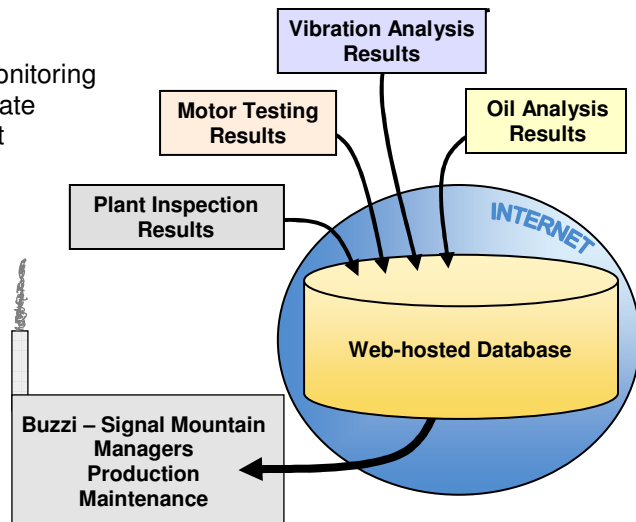 Vibration Analysis
Results
onitoring
ate
t
Motor Testing
Results
Oil Analysis
Results
Plant Inspection
Results
INTERNET
Web-hosted Database
Buzzi – Signal Mountain
Managers
Production
Maintenance